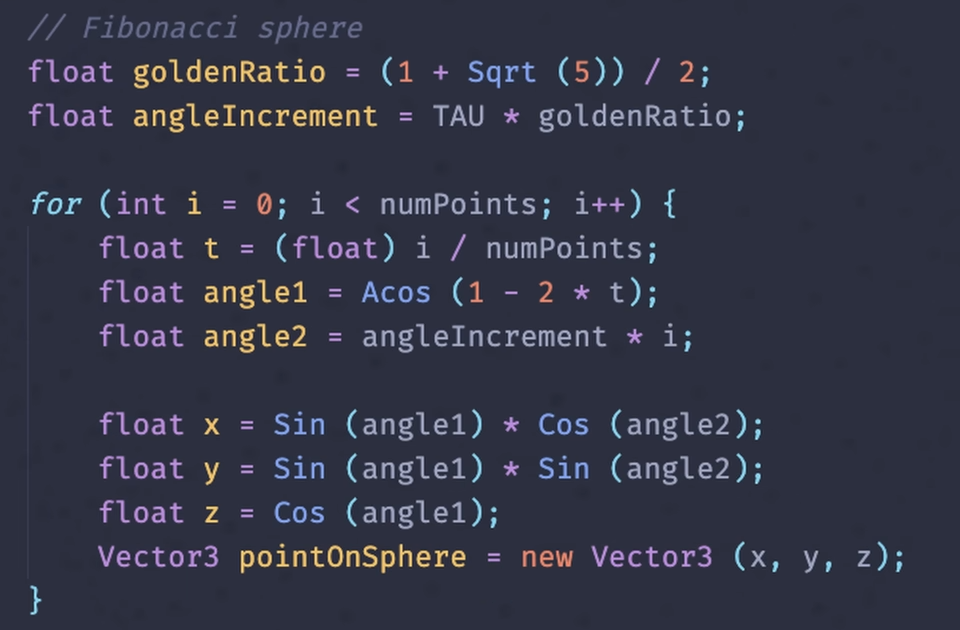 // Fibonacci sphere
float goldenRatio = (1 + Sqrt (5)) / 2;
float angleIncrement = TAU * goldenRatio;
for (int i = 0; i < numPoints; i++) {
    float t = (float) i / numPoints;
    float angle1 = Acos (1 - 2 * t);
    float angle2 = angleIncrement * i;
    float x = Sin (angle1) * Cos (angle2);
    float y = Sin (angle1) * Sin (angle2);
    float z = Cos (angle1);
    Vector3 pointOnSphere = new Vector3 (x, y, z);
}